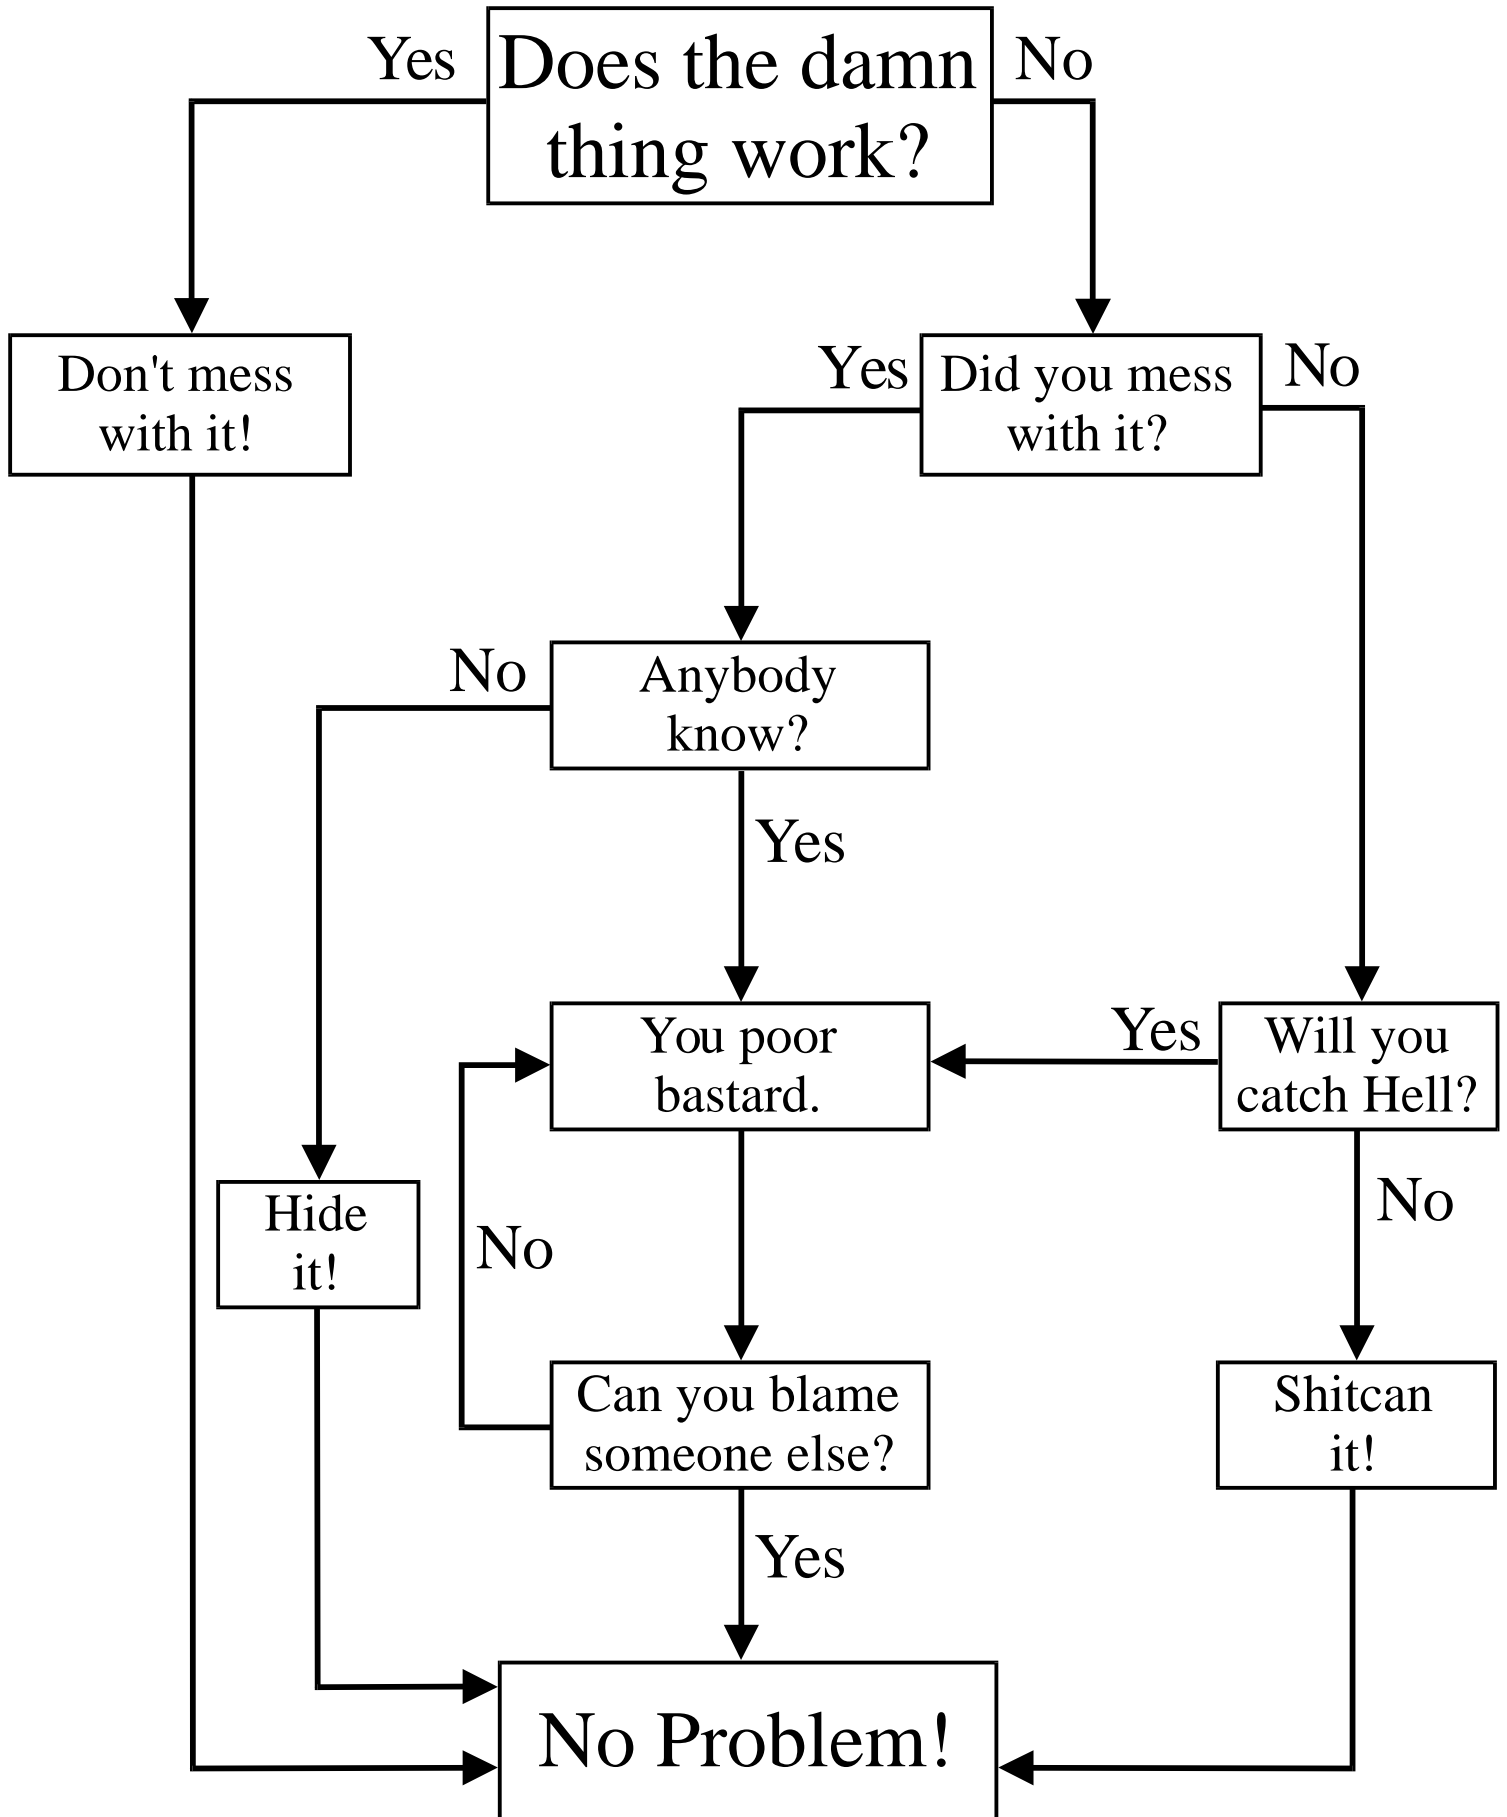 Yes
Does the damn
thing work?
No
Don't mess
with it!
Yes
Did you mess
with it?
No
No
Anybody
know?
Yes
You poor
bastard.
Yes
Will you
catch Hell?
Hide
it!
No
No
Can you blame
someone else?
Shitcan
it!
Yes
No Problem!